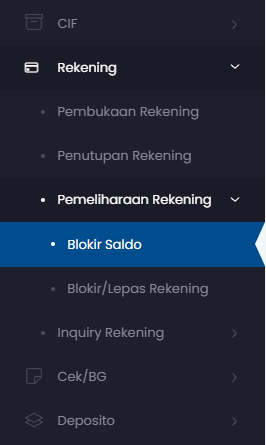 CIF
Rekening
Pembukaan Rekening
Penutupan Rekening
Pemeliharaan Rekening
Blokir Saldo
Blokir/Lepas Rekening
Inquiry Rekening
Cek/BG
Deposito